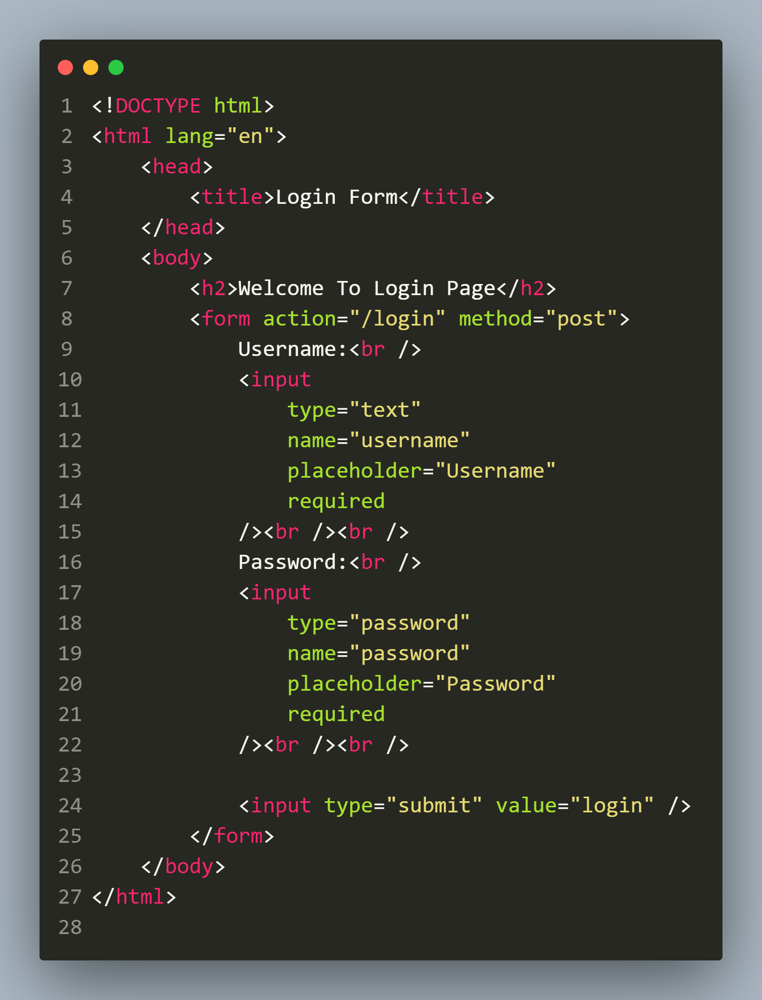 1 <!DOCTYPE html>
2 <html lang="en">
3     <head>
4         <title>Login Form</title>
5     </head>
6     <body>
7         <h2>Welcome To Login Page</h2>
8         <form action="/login" method="post">
9             Username:<br />
10             <input
11                 type="text"
12                 name="username"
13                 placeholder="Username"
14                 required
15             /><br /><br />
16             Password:<br />
17             <input
18                 type="password"
19                 name="password"
20                 placeholder="Password"
21                 required
22             /><br /><br />
23
24             <input type="submit" value="login" />
25         </form>
26     </body>
27 </html>
28